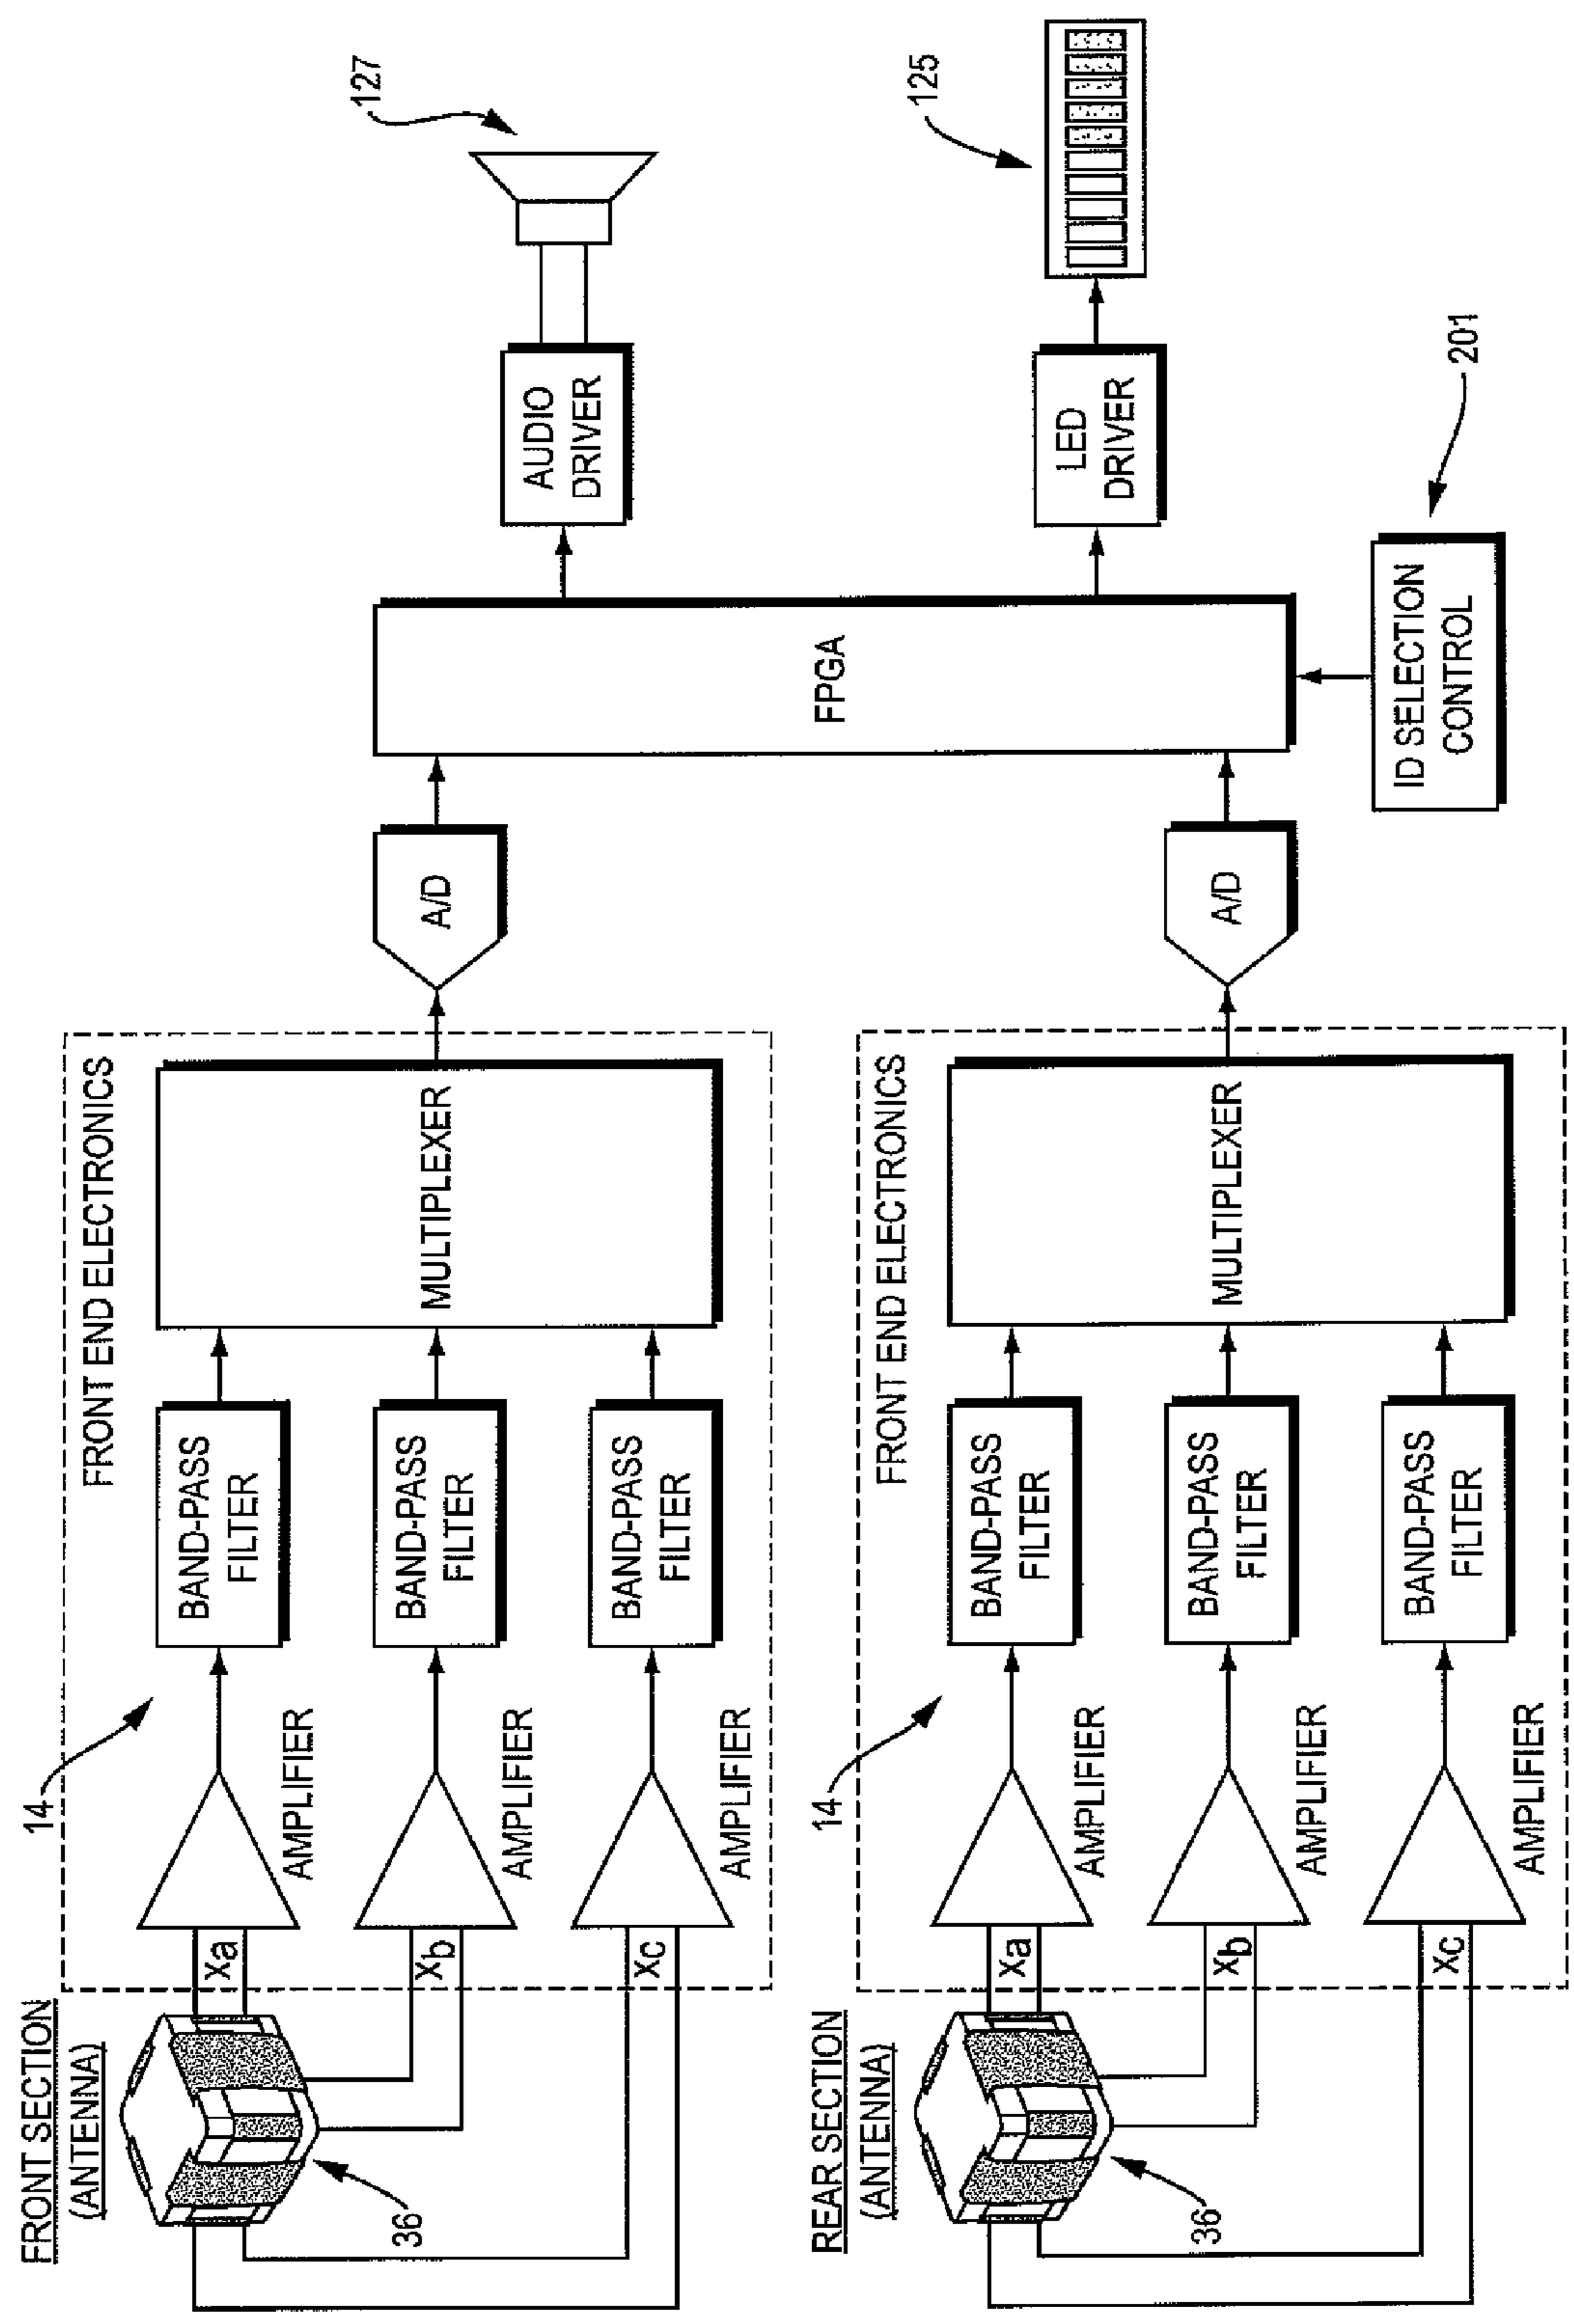 FRONT SECTION
(ANTENNA)
36
14
FRONT END ELECTRONICS
Xa
AMPLIFIER
BAND-PASS
FILTER
Xb
AMPLIFIER
BAND-PASS
FILTER
Xc
AMPLIFIER
BAND-PASS
FILTER
MULTIPLEXER
A/D
REAR SECTION
(ANTENNA)
36
14
FRONT END ELECTRONICS
Xa
AMPLIFIER
BAND-PASS
FILTER
Xb
AMPLIFIER
BAND-PASS
FILTER
Xc
AMPLIFIER
BAND-PASS
FILTER
MULTIPLEXER
A/D
FPGA
AUDIO
DRIVER
127
LED
DRIVER
125
ID SELECTION
CONTROL
201